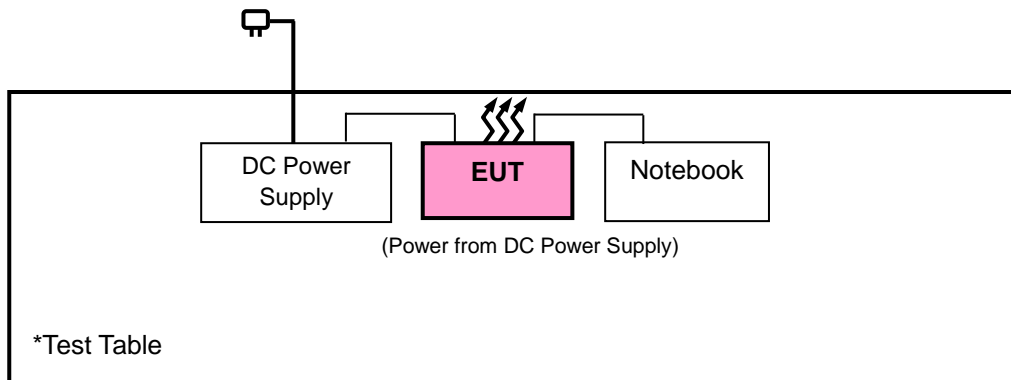 DC Power
Supply
EUT
Notebook
(Power from DC Power Supply)
*Test Table